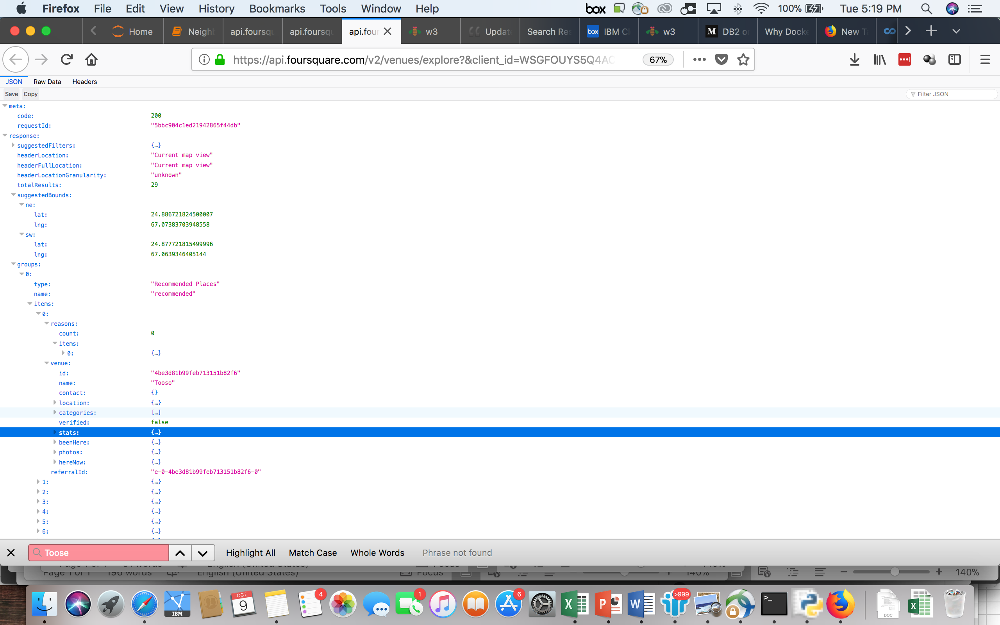 Firefox File Edit View History Bookmarks Tools Window Help box 100% Tue 5:19 PM
Home Neigh api.foursqu api.foursqu api.four w3 Update Search Res box IBM C w3 M DB2 o Why Docke New T
https://api.foursquare.com/v2/venues/explore?&client_id=WSGFOUYS5Q4AC 67%
JSON Raw Data Headers
Save Copy Filter JSON
meta:
code: 200
requestId: "5bbc904c1ed21942865f44db"
response:
suggestedFilters: {…}
headerLocation: "Current map view"
headerFullLocation: "Current map view"
headerLocationGranularity: "unknown"
totalResults: 29
suggestedBounds:
ne:
lat: 24.886721824500007
lng: 67.07383703948558
sw:
lat: 24.877721815499996
lng: 67.0639346405144
groups:
0:
type: "Recommended Places"
name: "recommended"
items:
0:
reasons:
count: 0
items:
0: {…}
venue:
id: "4be3d81b99feb713151b82f6"
name: "Tooso"
contact: {}
location: {…}
categories: […]
verified: false
stats: {…}
beenHere: {…}
photos: {…}
hereNow: {…}
referralId: "e-0-4be3d81b99feb713151b82f6-0"
1: {…}
2: {…}
3: {…}
4: {…}
5: {…}
6: {…}
Toose Highlight All Match Case Whole Words Phrase not found
Page 1 of 1 196 words English (United States) Focus 140% 140%
IBM OCT 9 4 1 6 X P W >999 >_ DOC X